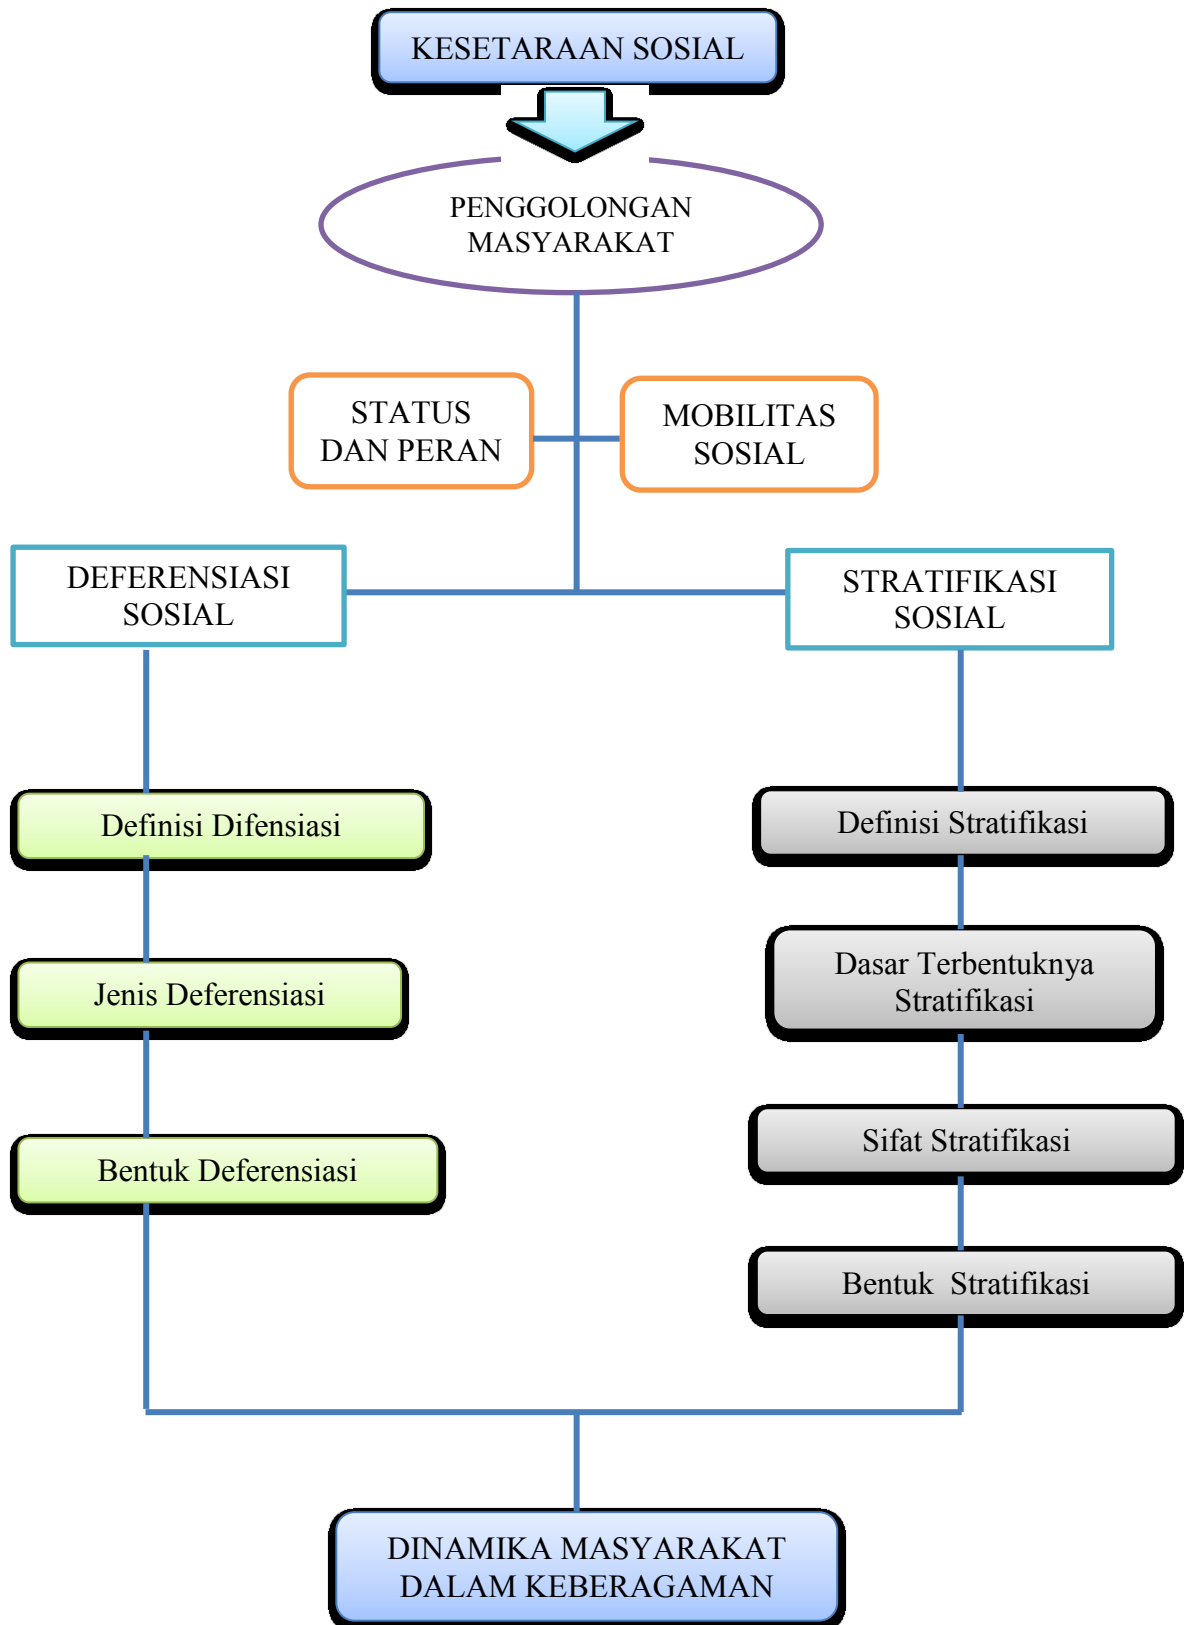 KESETARAAN SOSIAL
PENGGOLONGAN
MASYARAKAT
STATUS
DAN PERAN
MOBILITAS
SOSIAL
DEFERENSIASI
SOSIAL
STRATIFIKASI
SOSIAL
Definisi Difensiasi
Definisi Stratifikasi
Jenis Deferensiasi
Dasar Terbentuknya
Stratifikasi
Bentuk Deferensiasi
Sifat Stratifikasi
Bentuk  Stratifikasi
DINAMIKA MASYARAKAT
DALAM KEBERAGAMAN